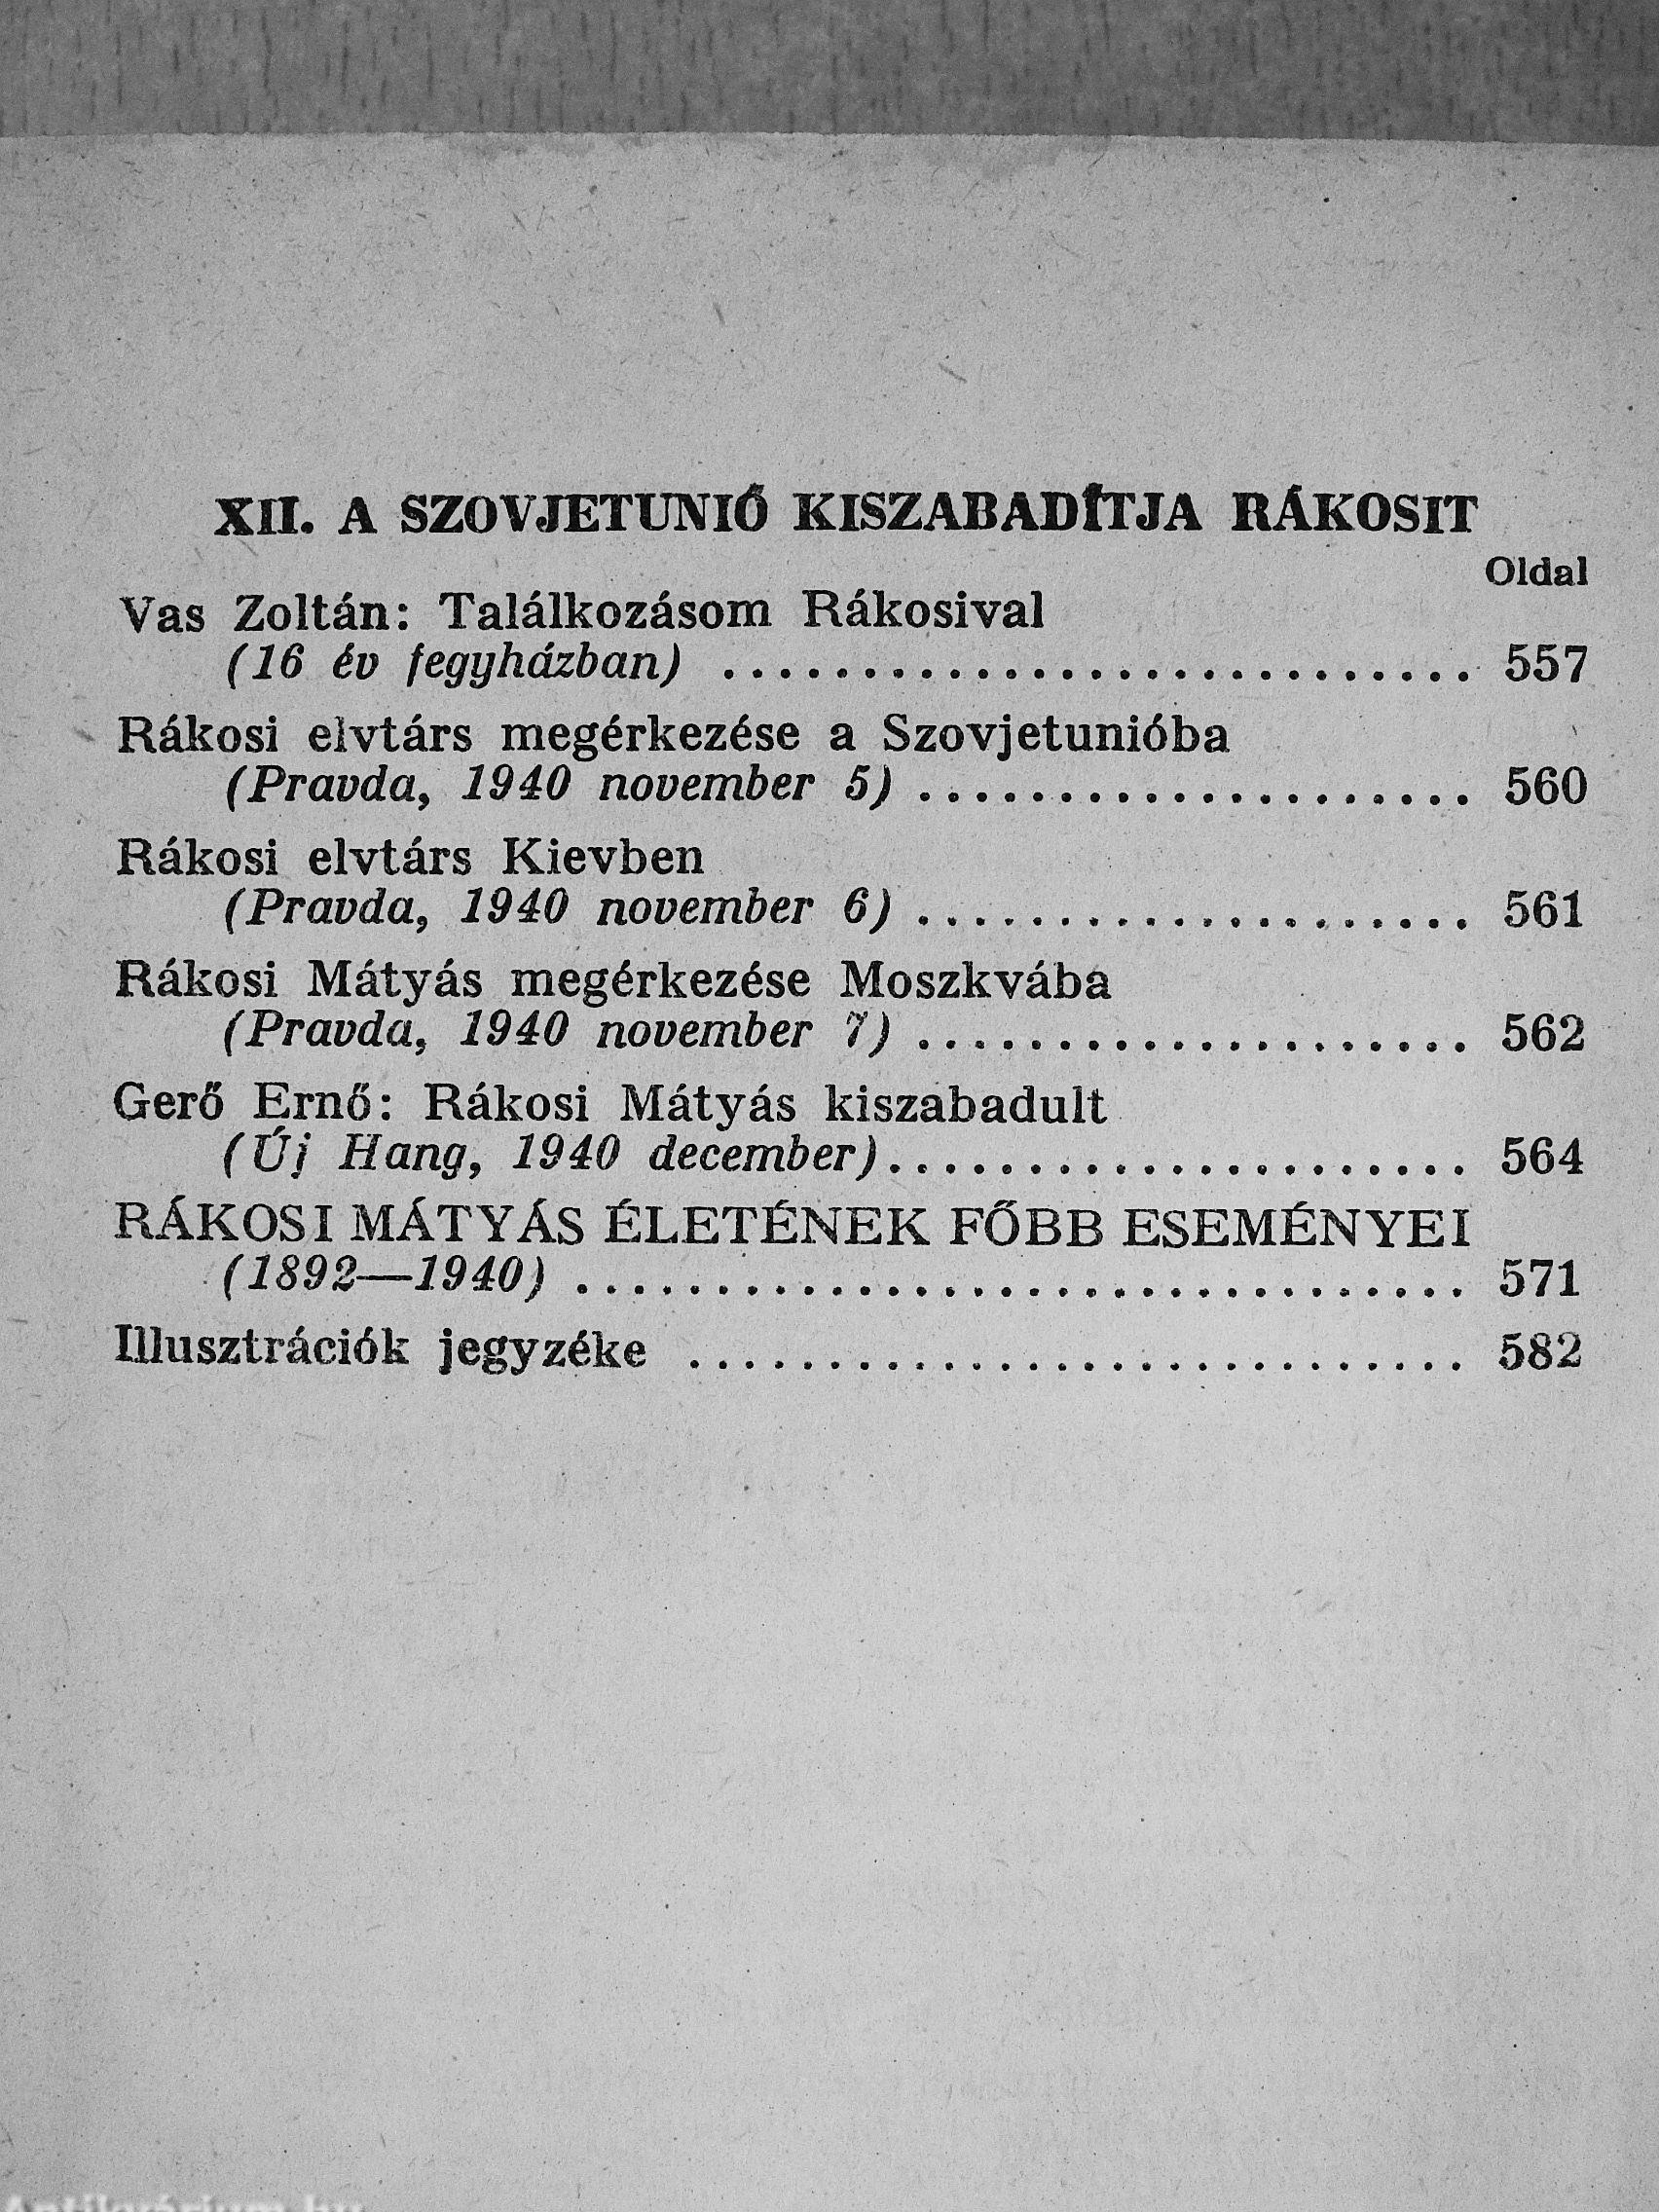 XII. A SZOVJETUNIÓ KISZABADÍTJA RÁKOSIT
Oldal
Vas Zoltán: Találkozásom Rákosival
(16 év fegyházban) ........................... 557
Rákosi elvtárs megérkezése a Szovjetunióba
(Pravda, 1940 november 5) .................... 560
Rákosi elvtárs Kievben
(Pravda, 1940 november 6) .................... 561
Rákosi Mátyás megérkezése Moszkvába
(Pravda, 1940 november 7) .................... 562
Gerő Ernő: Rákosi Mátyás kiszabadult
(Új Hang, 1940 december)..................... 564
RÁKOSI MÁTYÁS ÉLETÉNEK FŐBB ESEMÉNYEI
(1892—1940) ................................ 571
Illusztrációk jegyzéke ............................ 582